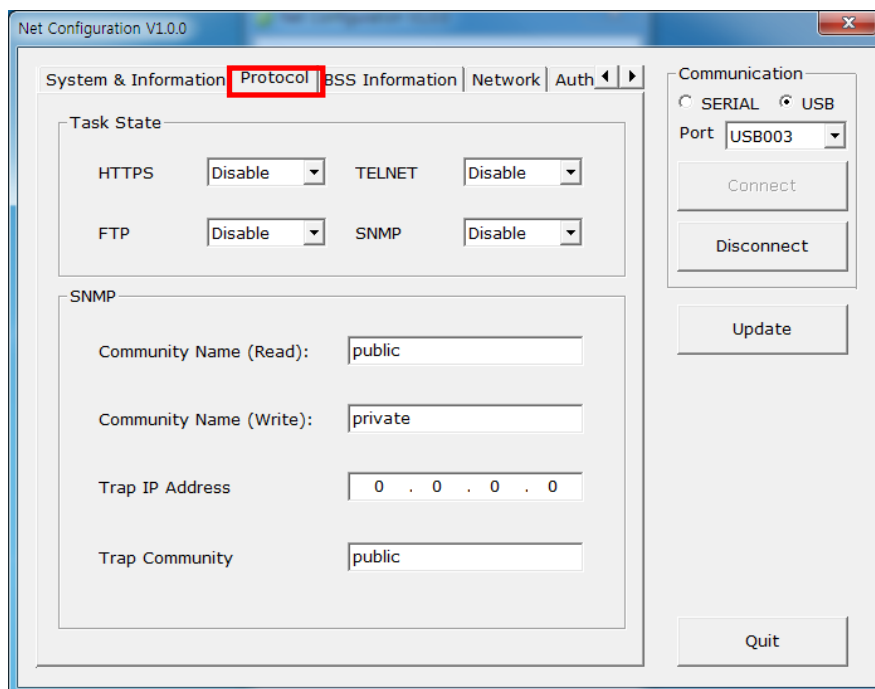 Net Configuration V1.0.0
System & Information Protocol BSS Information Network Auth
Task State
HTTPS Disable TELNET Disable
FTP Disable SNMP Disable
SNMP
Community Name (Read): public
Community Name (Write): private
Trap IP Address 0 . 0 . 0 . 0
Trap Community public
Communication
SERIAL USB
Port USB003
Connect
Disconnect
Update
Quit